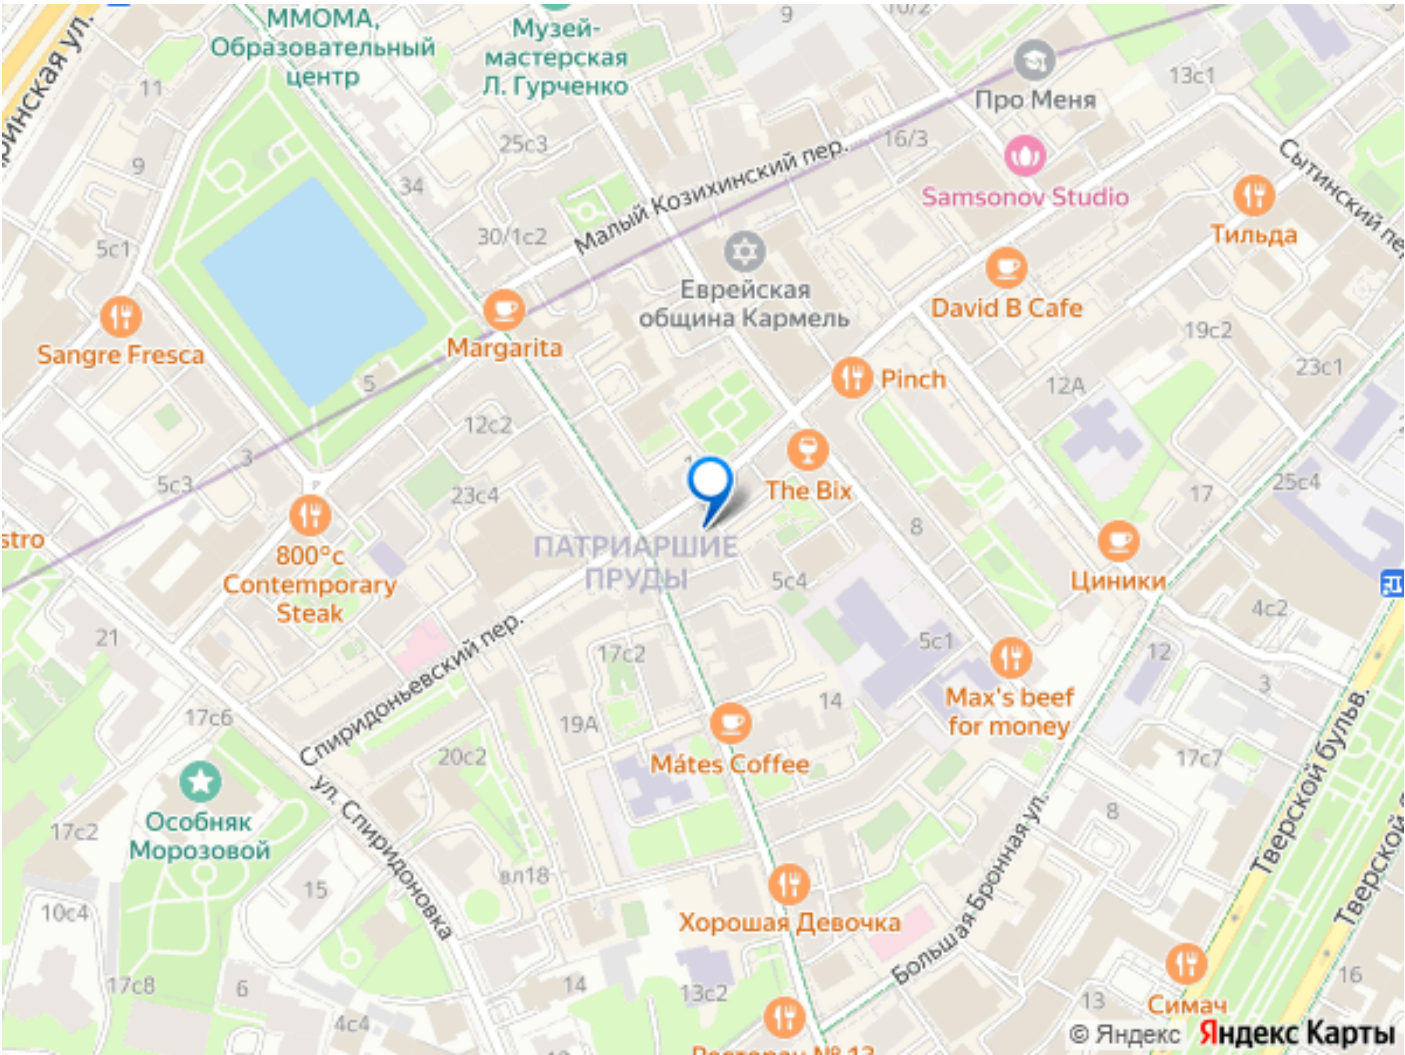 ММОМА,
Образовательный
центр
Музей-
мастерская
Л. Гурченко
9
10/2
13с1
Про Меня
11
9
25с3
34
16/3
Samsonov Studio
Сытинский пе
Тильда
Малый Козихинский пер.
30/1с2
5с1
Еврейская
община Кармель
David B Cafe
19с2
23с1
Sangre Fresca
Margarita
5
Pinch
12А
12с2
3
5с3
23с4
The Bix
17
25с4
8
stro
800°c
Contemporary
Steak
ПАТРИАРШИЕ
ПРУДЫ
5с4
Циники
4с2
21
Спиридоньевский пер.
17с2
5с1
12
3
17с6
19А
14
Max's beef
for money
20с2
Mátes Coffee
17с7
Тверской бульв.
Особняк
Морозовой
17с2
ул. Спиридоновка
8
15
вл18
Большая Бронная ул.
10с4
Хорошая Девочка
Тверской
17с8
6
14
13с2
16
4с4
13
Симач
Ресторан № 13
© Яндекс Яндекс Карты